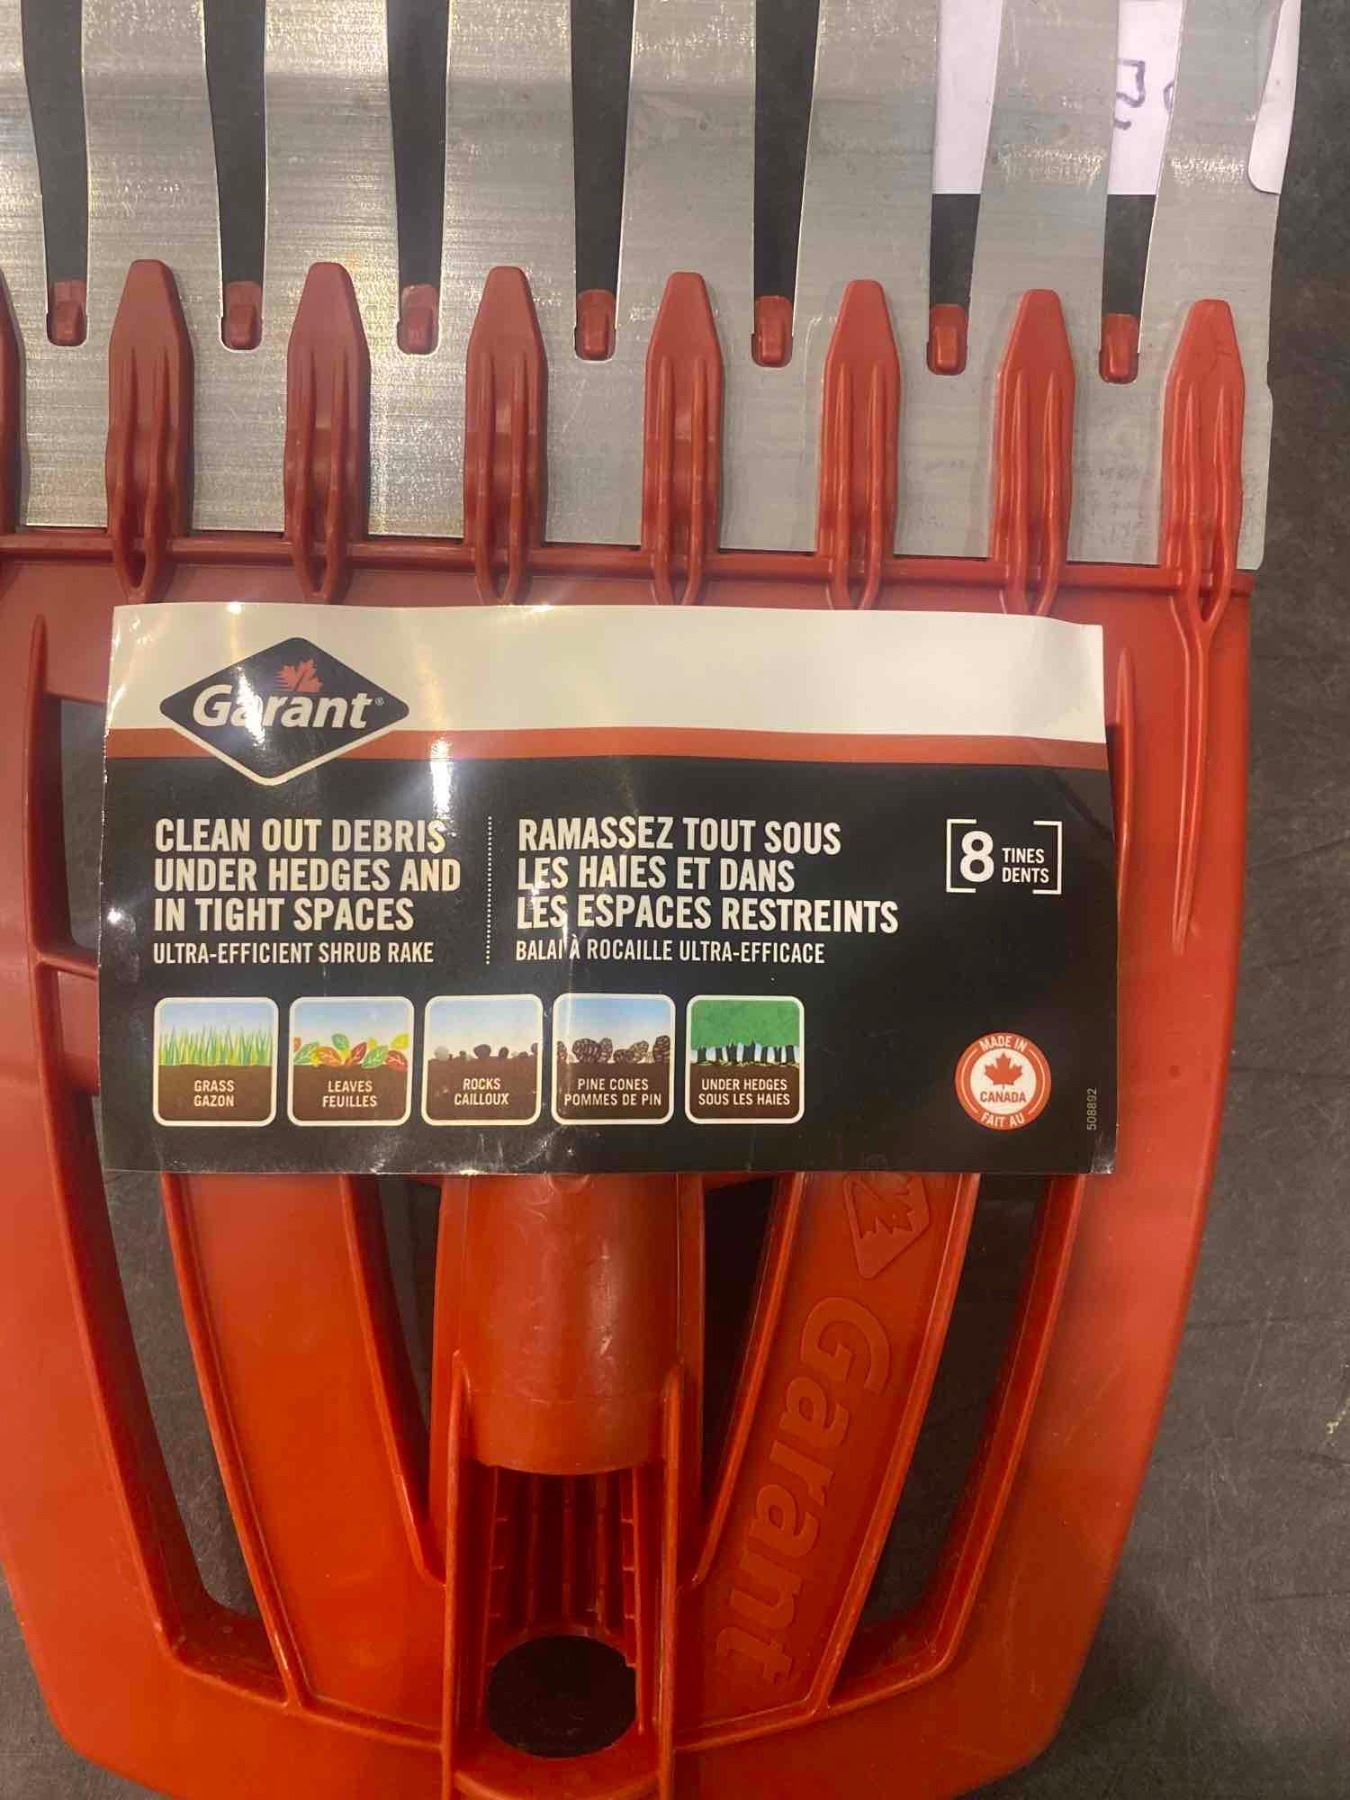 Garant®
CLEAN OUT DEBRIS
UNDER HEDGES AND
IN TIGHT SPACES
ULTRA-EFFICIENT SHRUB RAKE
RAMASSEZ TOUT SOUS
LES HAIES ET DANS
LES ESPACES RESTREINTS
BALAI À ROCAILLE ULTRA-EFFICACE
8 TINES
DENTS
GRASS
GAZON
LEAVES
FEUILLES
ROCKS
CAILLOUX
PINE CONES
POMMES DE PIN
UNDER HEDGES
SOUS LES HAIES
MADE IN
CANADA
FAIT AU
508892
Garant